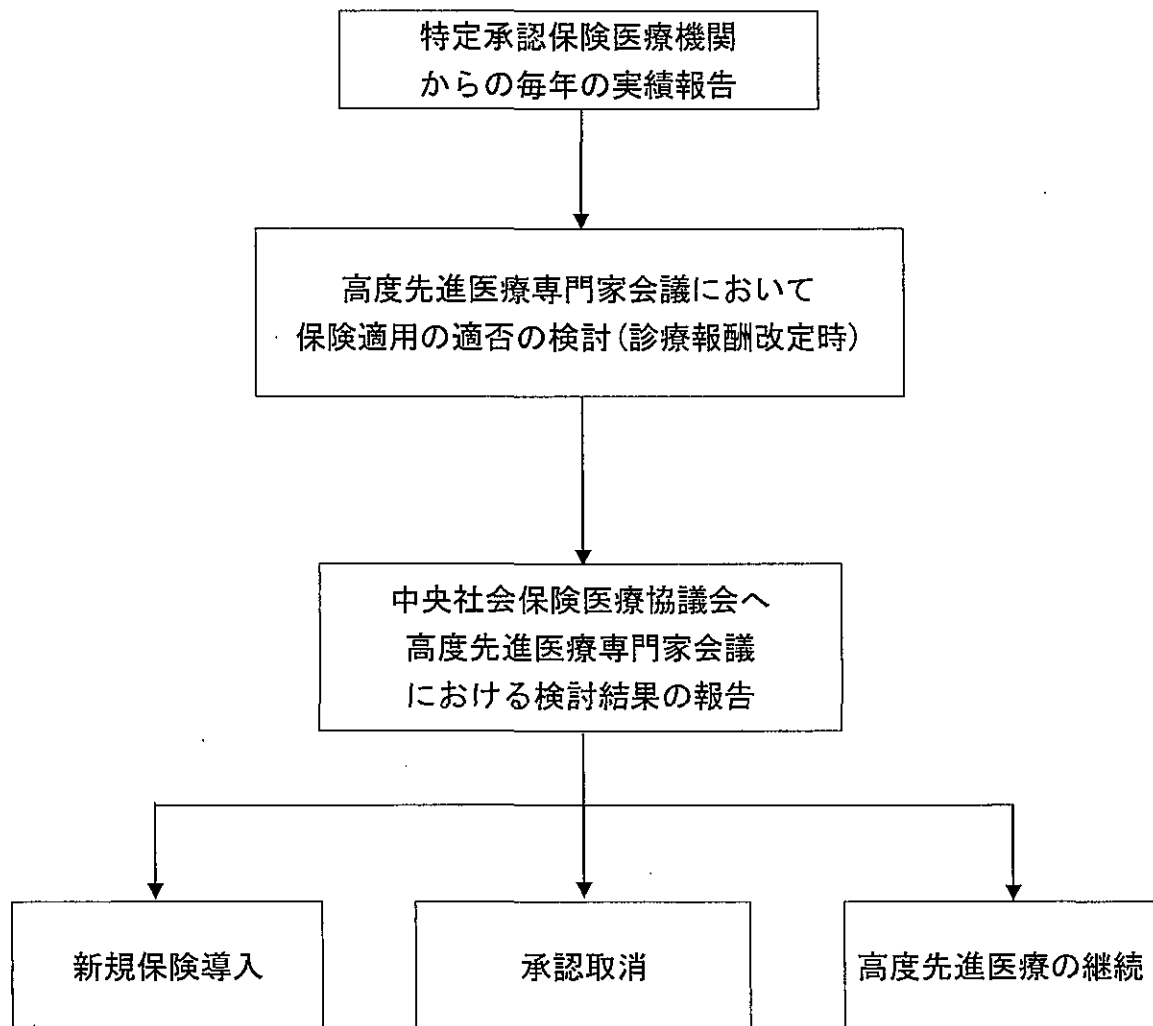 特定承認保険医療機関
からの毎年の実績報告
高度先進医療専門家会議において
保険適用の適否の検討(診療報酬改定時)
中央社会保険医療協議会へ
高度先進医療専門家会議
における検討結果の報告
新規保険導入
承認取消
高度先進医療の継続